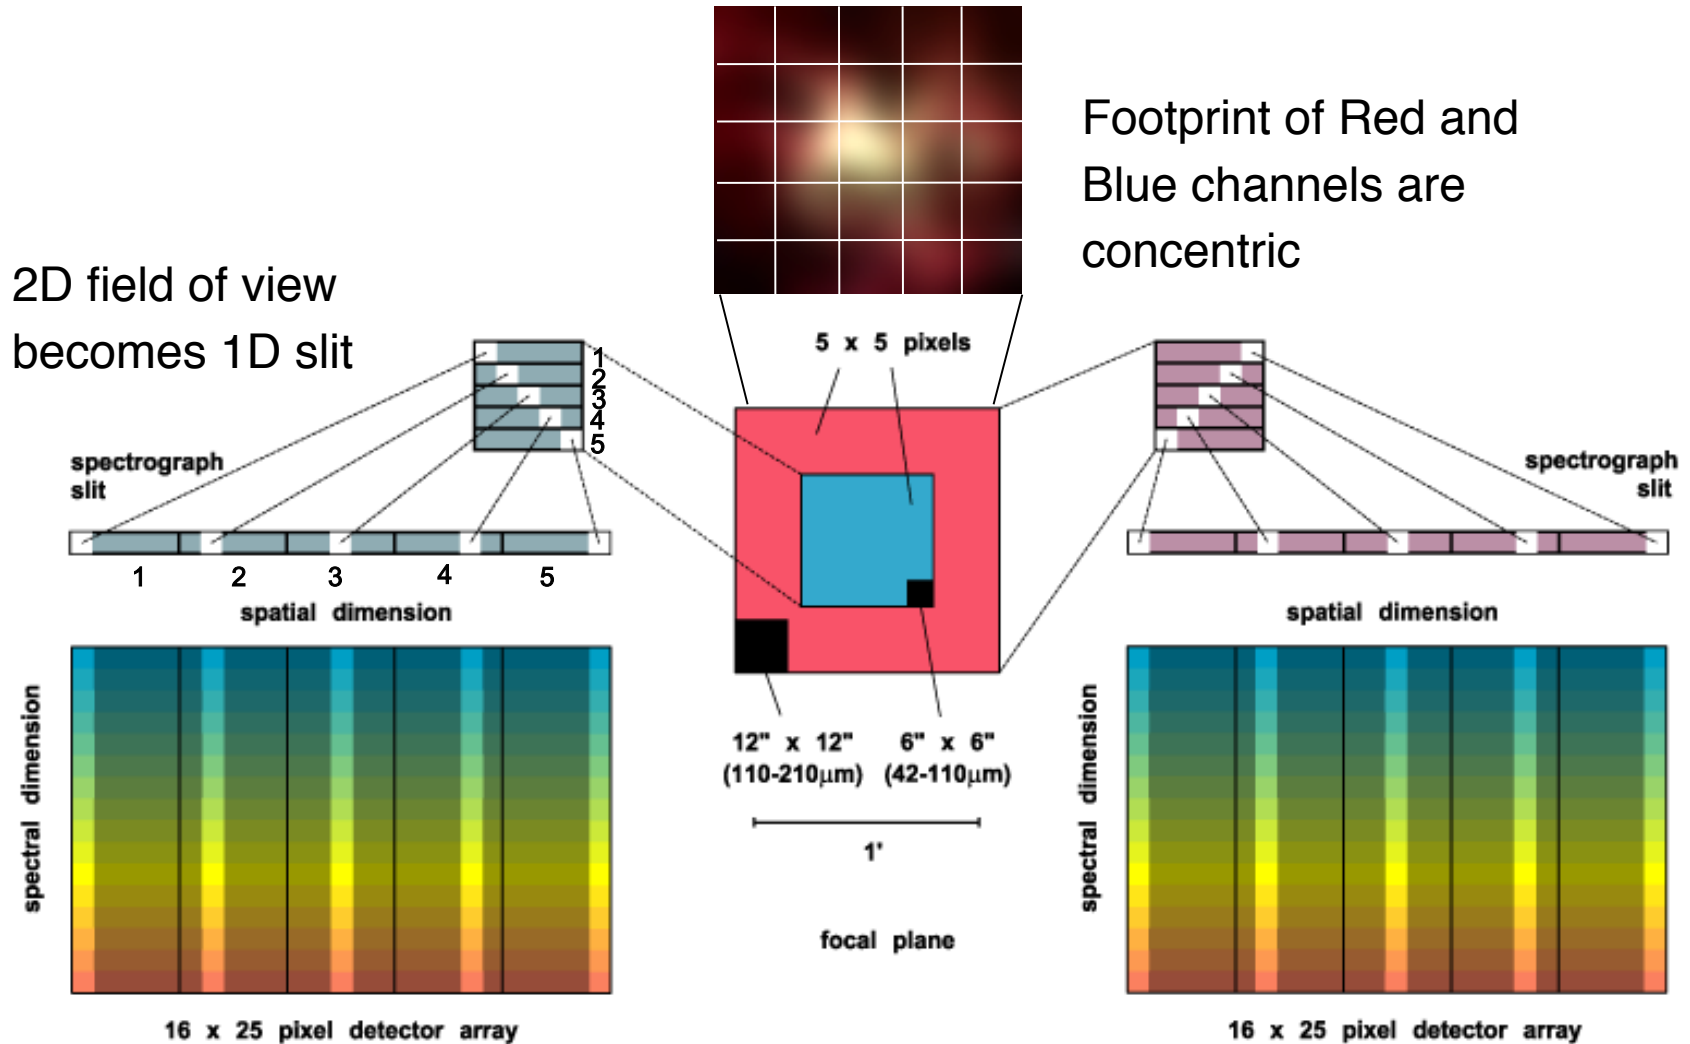 Footprint of Red and
Blue channels are
concentric
2D field of view
becomes 1D slit
5 x 5 pixels
1
2
3
4
5
spectrograph
slit
spectrograph
slit
1 2 3 4 5
spatial dimension
spatial dimension
spectral dimension
spectral dimension
12" x 12" 6" x 6"
(110-210µm) (42-110µm)
1'
focal plane
16 x 25 pixel detector array
16 x 25 pixel detector array